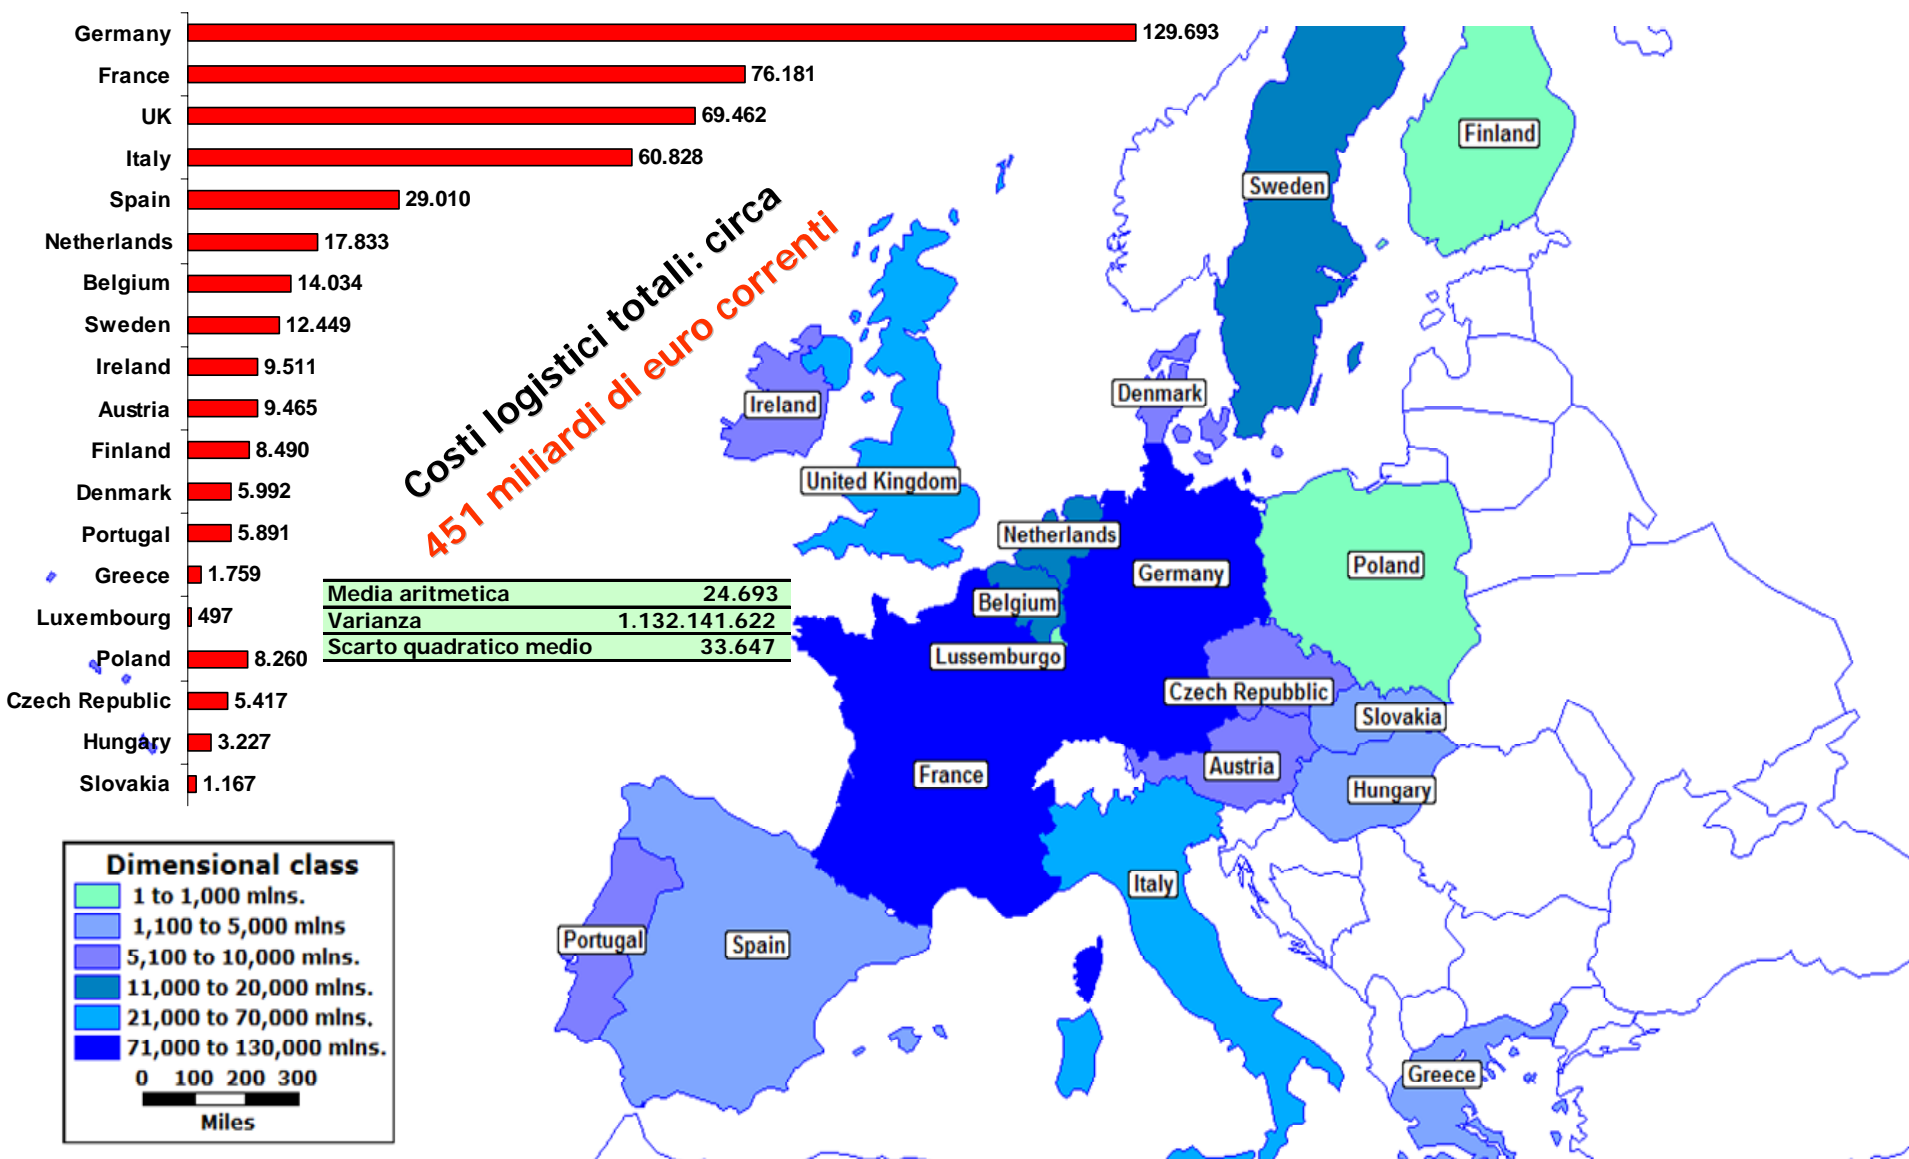 Germany 129.693
France 76.181
UK 69.462
Italy 60.828
Spain 29.010
Netherlands 17.833
Belgium 14.034
Sweden 12.449
Ireland 9.511
Austria 9.465
Finland 8.490
Denmark 5.992
Portugal 5.891
Greece 1.759
Luxembourg 497
Poland 8.260
Czech Republic 5.417
Hungary 3.227
Slovakia 1.167
Costi logistici totali: circa
451 miliardi di euro correnti
Media aritmetica 24.693
Varianza 1.132.141.622
Scarto quadratico medio 33.647
Dimensional class
1 to 1,000 mlns.
1,100 to 5,000 mlns
5,100 to 10,000 mlns.
11,000 to 20,000 mlns.
21,000 to 70,000 mlns.
71,000 to 130,000 mlns.
0 100 200 300
Miles
Finland
Sweden
Denmark
Ireland
United Kingdom
Netherlands
Poland
Germany
Belgium
Lussemburgo
Czech Repubblic
Slovakia
Austria
France
Hungary
Italy
Portugal
Spain
Greece